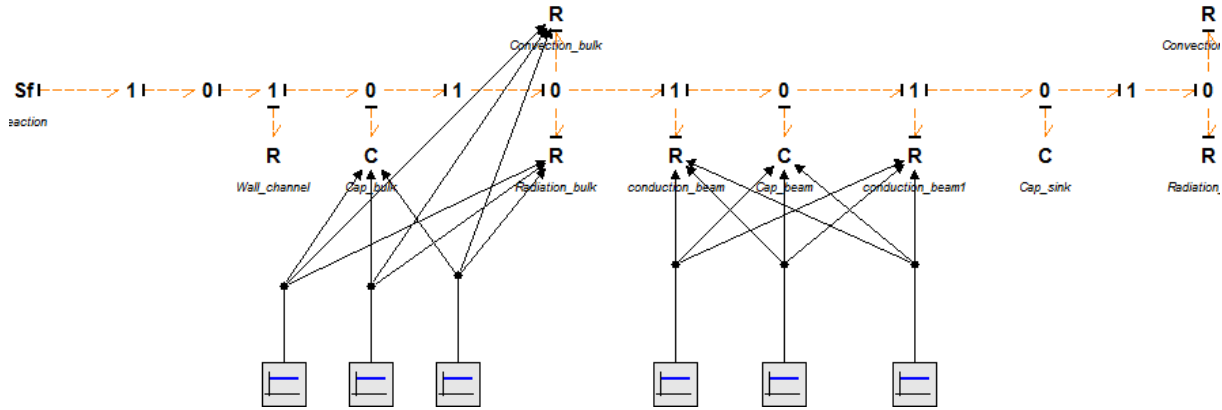 R R
Convection_bulk Convection
Sf 1 0 1 0 1 0 1 0 1 0 1 0
eaction
R C R R C R C R
Wall_channel Cap_bulk Radiation_bulk conduction_beam Cap_beam conduction_beam1 Cap_sink Radiation_